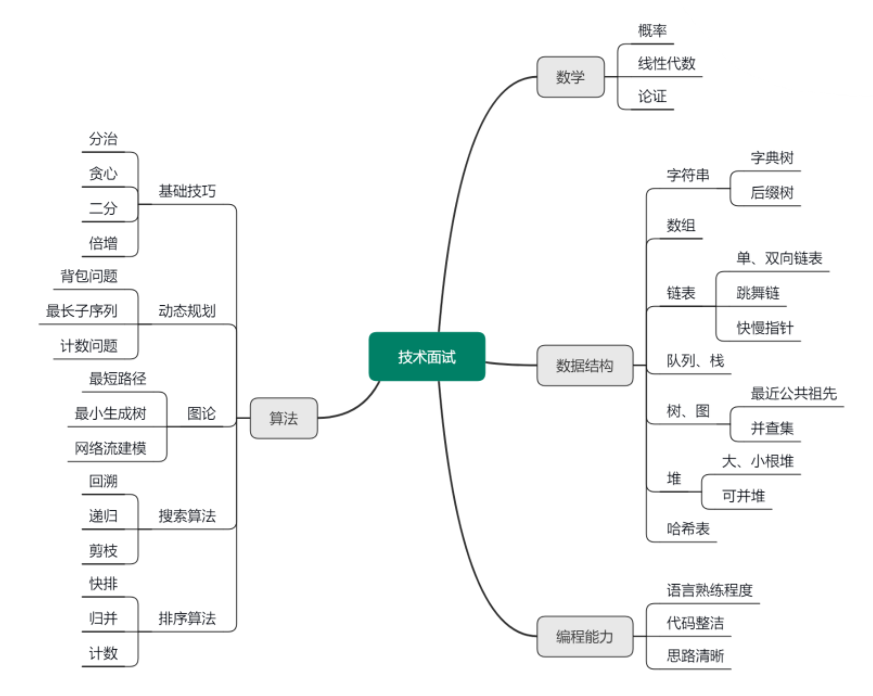 技术面试
数学
概率
线性代数
论证
数据结构
字符串
字典树
后缀树
数组
链表
单、双向链表
跳舞链
快慢指针
队列、栈
树、图
最近公共祖先
并查集
堆
大、小根堆
可并堆
哈希表
编程能力
语言熟练程度
代码整洁
思路清晰
算法
基础技巧
分治
贪心
二分
倍增
动态规划
背包问题
最长子序列
计数问题
图论
最短路径
最小生成树
网络流建模
搜索算法
回溯
递归
剪枝
排序算法
快排
归并
计数